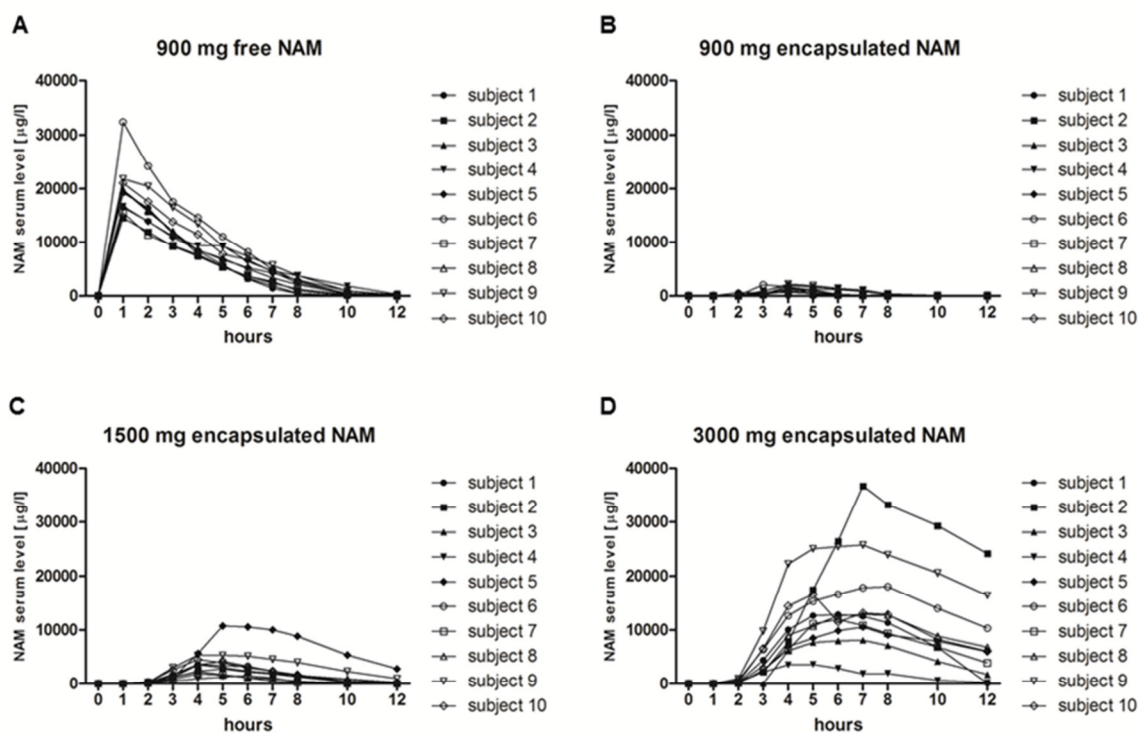 A
900 mg free NAM
NAM serum level [µg/l]
40000
30000
20000
10000
0
0 1 2 3 4 5 6 7 8 10 12
hours
subject 1
subject 2
subject 3
subject 4
subject 5
subject 6
subject 7
subject 8
subject 9
subject 10
B
900 mg encapsulated NAM
NAM serum level [µg/l]
40000
30000
20000
10000
0
0 1 2 3 4 5 6 7 8 10 12
hours
subject 1
subject 2
subject 3
subject 4
subject 5
subject 6
subject 7
subject 8
subject 9
subject 10
C
1500 mg encapsulated NAM
NAM serum level [µg/l]
40000
30000
20000
10000
0
0 1 2 3 4 5 6 7 8 10 12
hours
subject 1
subject 2
subject 3
subject 4
subject 5
subject 6
subject 7
subject 8
subject 9
subject 10
D
3000 mg encapsulated NAM
NAM serum level [µg/l]
40000
30000
20000
10000
0
0 1 2 3 4 5 6 7 8 10 12
hours
subject 1
subject 2
subject 3
subject 4
subject 5
subject 6
subject 7
subject 8
subject 9
subject 10